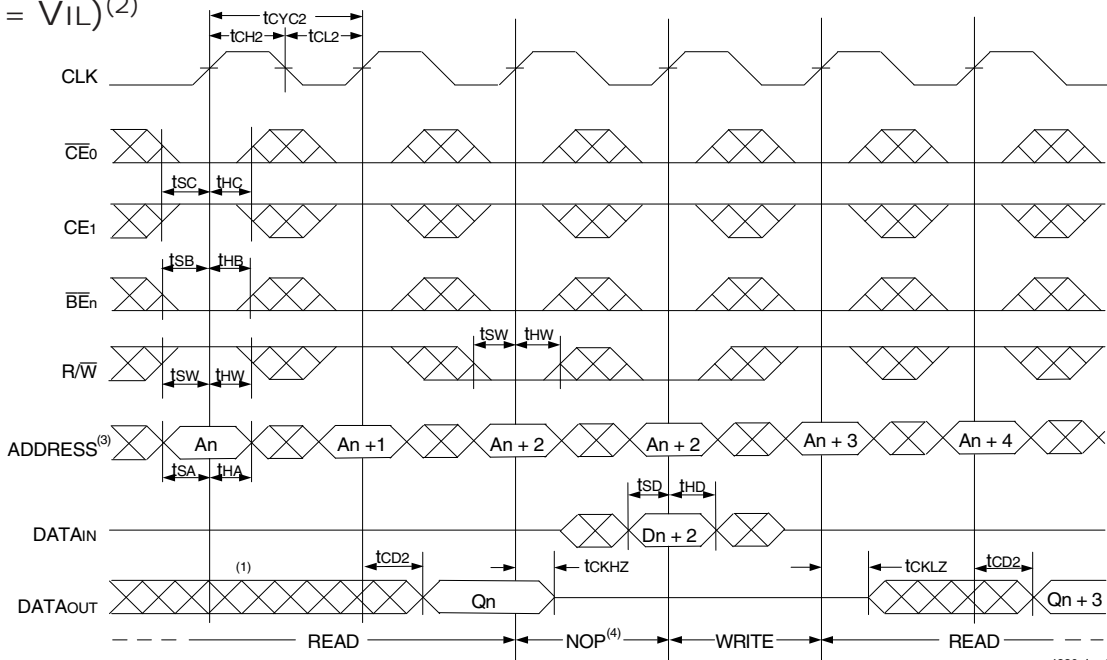 = VIL)(2)
tCYC2
tCH2 tCL2
CLK
CE0
tSC tHC
CE1
tSB tHB
BEn
tSW tHW
R/W
tSW tHW
ADDRESS(3) An An +1 An + 2 An + 2 An + 3 An + 4
tSA tHA
tSD tHD
DATAIN Dn + 2
(1) tCD2 tCKHZ tCKLZ tCD2
DATAOUT Qn Qn + 3
READ NOP(4) WRITE READ